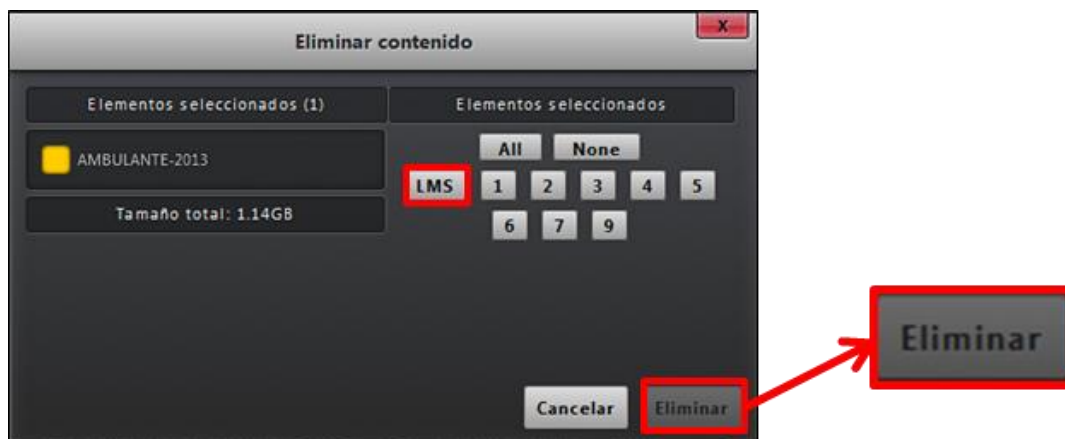 Eliminar contenido
X
Elementos seleccionados (1)
Elementos seleccionados
AMBULANTE-2013
Tamaño total: 1.14GB
All None
LMS 1 2 3 4 5
6 7 9
Cancelar Eliminar
Eliminar